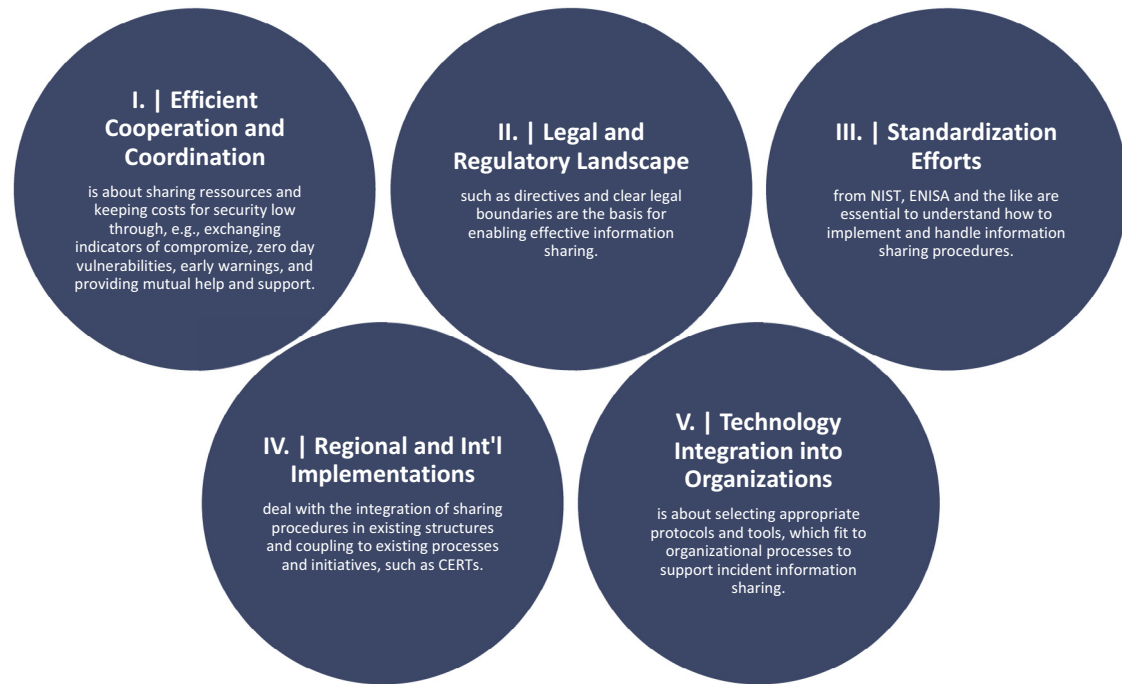 I. | Efficient
Cooperation and
Coordination
is about sharing ressources and
keeping costs for security low
through, e.g., exchanging
indicators of compromize, zero day
vulnerabilities, early warnings, and
providing mutual help and support.
II. | Legal and
Regulatory Landscape
such as directives and clear legal
boundaries are the basis for
enabling effective information
sharing.
III. | Standardization
Efforts
from NIST, ENISA and the like are
essential to understand how to
implement and handle information
sharing procedures.
IV. | Regional and Int'l
Implementations
deal with the integration of sharing
procedures in existing structures
and coupling to existing processes
and initiatives, such as CERTs.
V. | Technology
Integration into
Organizations
is about selecting appropriate
protocols and tools, which fit to
organizational processes to
support incident information
sharing.